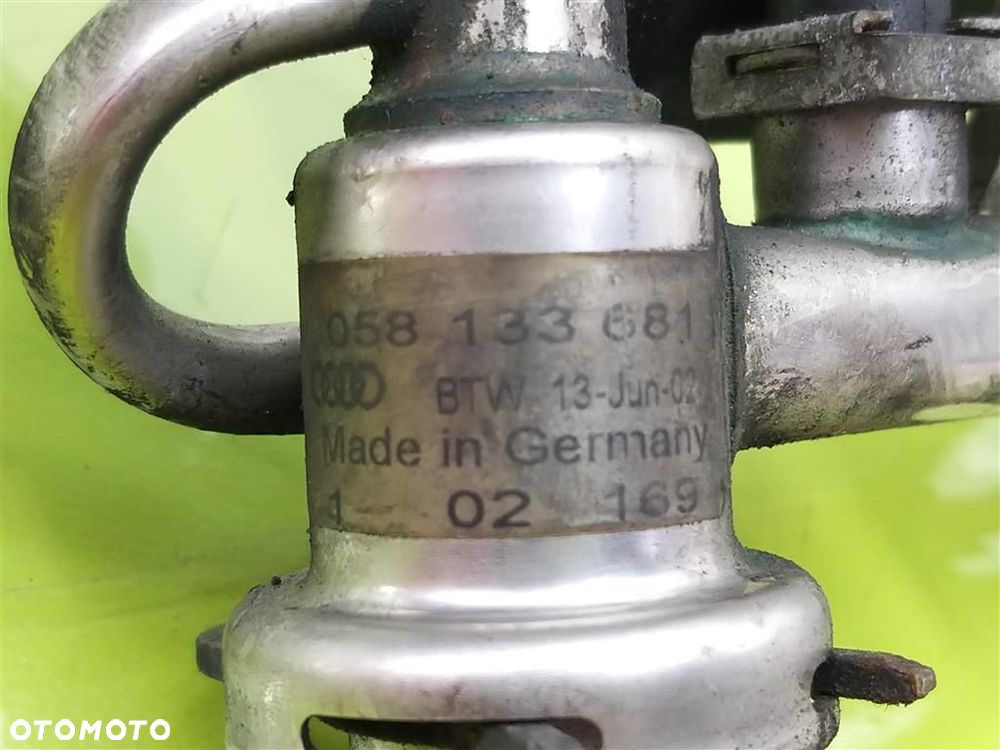 058 133 681
BTW 13-Jun-02
Made in Germany
1 02 169
OTOMOTO